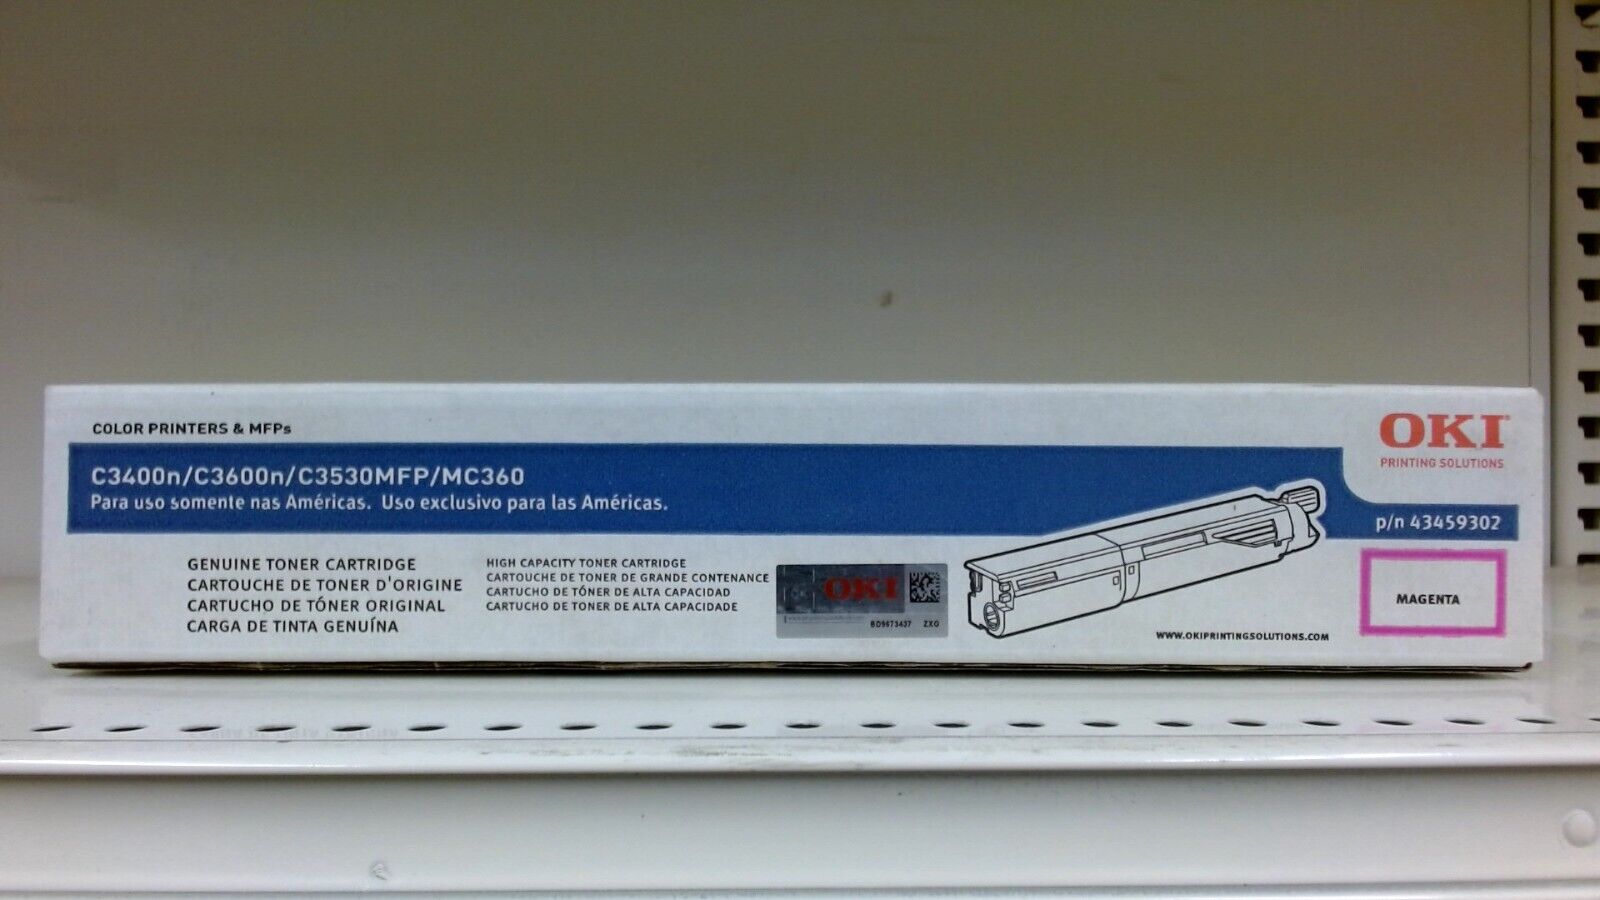 COLOR PRINTERS & MFPs
OKI
PRINTING SOLUTIONS
C3400n/C3600n/C3530MFP/MC360
Para uso somente nas Américas. Uso exclusivo para las Américas.
p/n 43459302
GENUINE TONER CARTRIDGE
CARTOUCHE DE TONER D'ORIGINE
CARTUCHO DE TÓNER ORIGINAL
CARGA DE TINTA GENUÍNA
HIGH CAPACITY TONER CARTRIDGE
CARTOUCHE DE TONER DE GRANDE CONTENANCE
CARTUCHO DE TÓNER DE ALTA CAPACIDAD
CARTUCHO DE TONER DE ALTA CAPACIDADE
OKI
BD9673437 ZXG
WWW.OKIPRINTINGSOLUTIONS.COM
MAGENTA